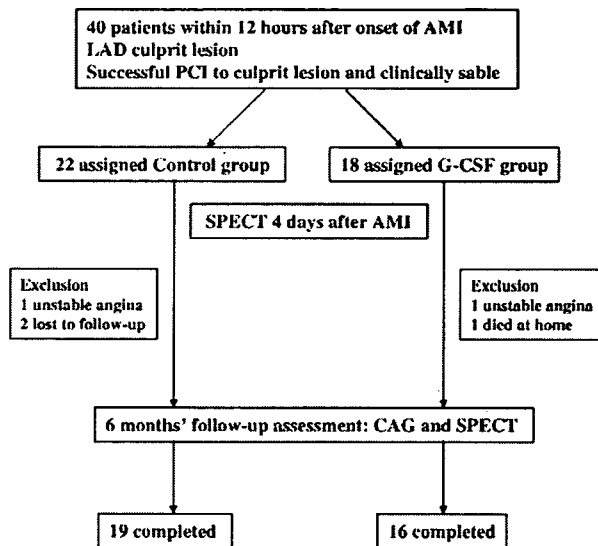 40 patients within 12 hours after onset of AMI
LAD culprit lesion
Successful PCI to culprit lesion and clinically sable
22 assigned Control group
18 assigned G-CSF group
SPECT 4 days after AMI
Exclusion
1 unstable angina
2 lost to follow-up
Exclusion
1 unstable angina
1 died at home
6 months' follow-up assessment: CAG and SPECT
19 completed
16 completed